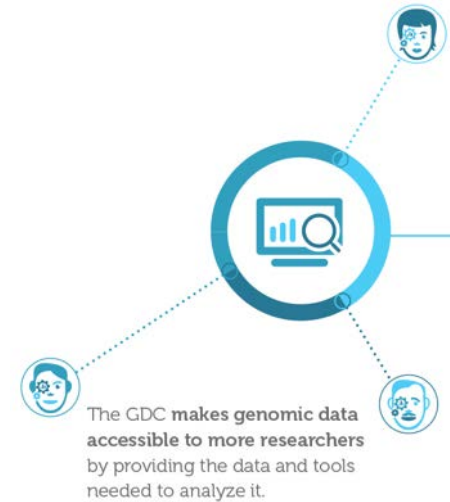 The GDC makes genomic data
accessible to more researchers
by providing the data and tools
needed to analyze it.